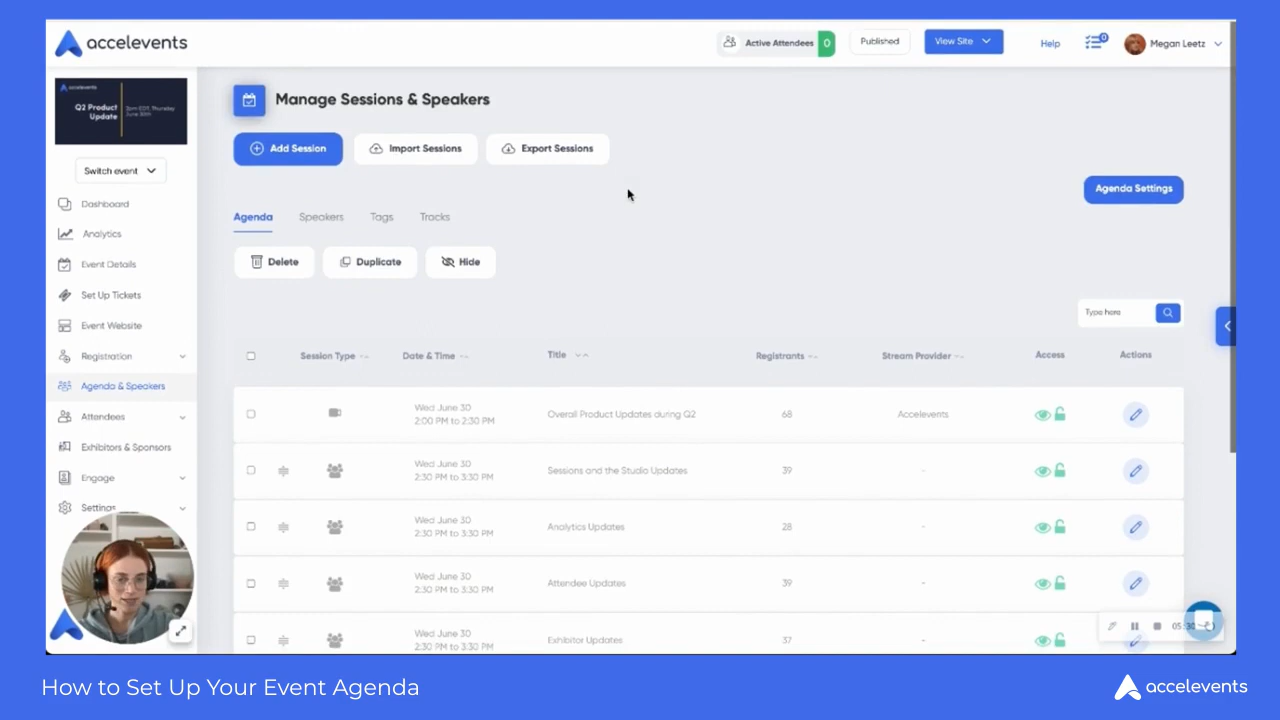 accelevents
Active Attendees 0
Published
View Site
Help
0
Megan Leetz
accelevents
Q2 Product Update
2pm EDT, Thursday June 30th
Switch event
Dashboard
Analytics
Event Details
Set Up Tickets
Event Website
Registration
Agenda & Speakers
Attendees
Exhibitors & Sponsors
Engage
Settings
Manage Sessions & Speakers
Add Session
Import Sessions
Export Sessions
Agenda Settings
Agenda Speakers Tags Tracks
Delete Duplicate Hide
Type here
Session Type Date & Time Title Registrants Stream Provider Access Actions
Wed June 30
2:00 PM to 2:30 PM
Overall Product Updates during Q2 68 Accelevents
Wed June 30
2:30 PM to 3:30 PM
Sessions and the Studio Updates 39 -
Wed June 30
2:30 PM to 3:30 PM
Analytics Updates 28 -
Wed June 30
2:30 PM to 3:30 PM
Attendee Updates 39 -
Wed June 30
2:30 PM to 3:30 PM
Exhibitor Updates 37 -
How to Set Up Your Event Agenda
accelevents